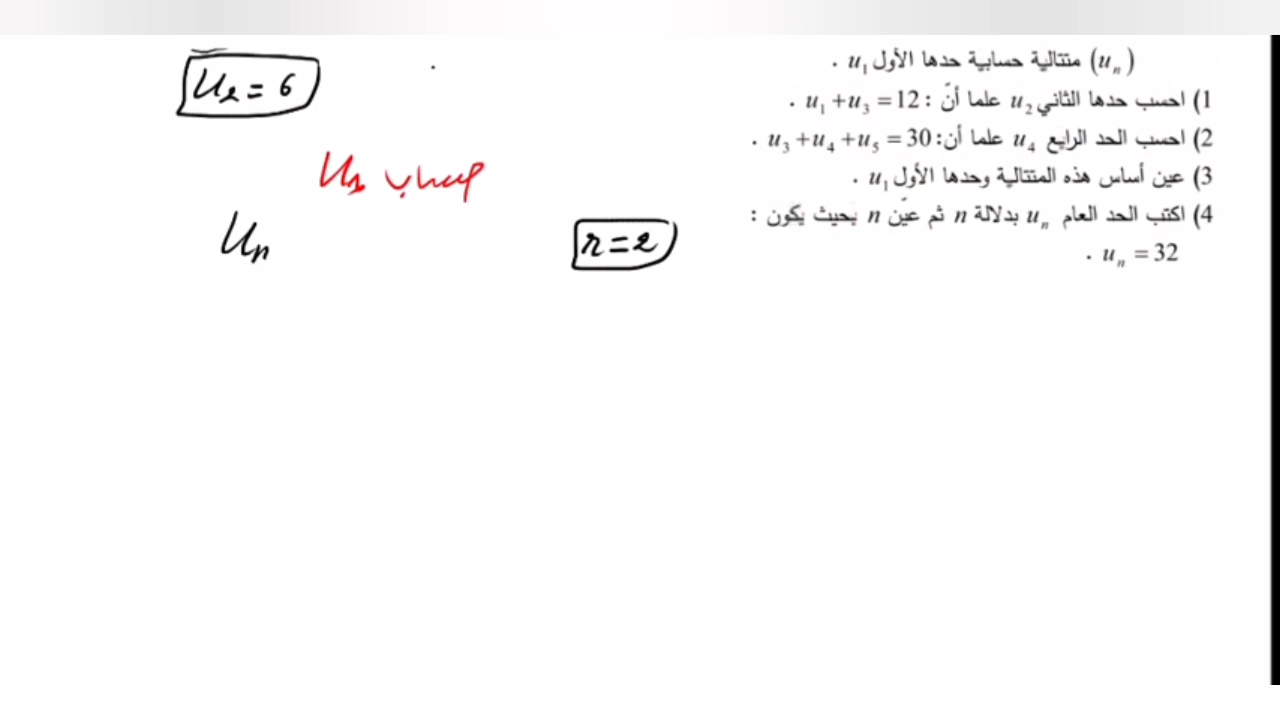 (uₙ) متتالية حسابية حدها الأول u₁ .
1) احسب حدها الثاني u₂ علما أنّ : u₁ + u₃ = 12 .
2) احسب الحد الرابع u₄ علما أن: u₃ + u₄ + u₅ = 30 .
3) عين أساس هذه المتتالية وحدها الأول u₁ .
4) اكتب الحد العام uₙ بدلالة n ثم عيّن n بحيث يكون :
uₙ = 32 .
U₂ = 6
حساب U₁
Uₙ
r = 2